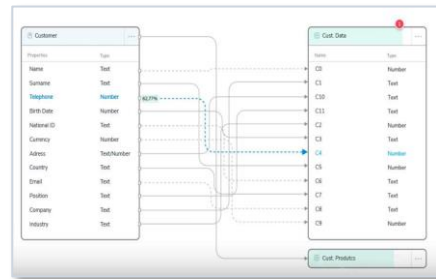 Customer
Properties Type
Name Text
Surname Text
Telephone Number
Birth Date Number
National ID Text
Currency Number
Adress Text/Number
Country Text
Email Text
Position Text
Company Text
Industry Text
62,77%
1
Cust. Data
Name Type
C0 Number
C1 Text
C10 Text
C11 Text
C2 Number
C3 Text
C4 Number
C5 Number
C6 Text
C7 Text
C8 Text
C9 Number
Cust. Produtcs